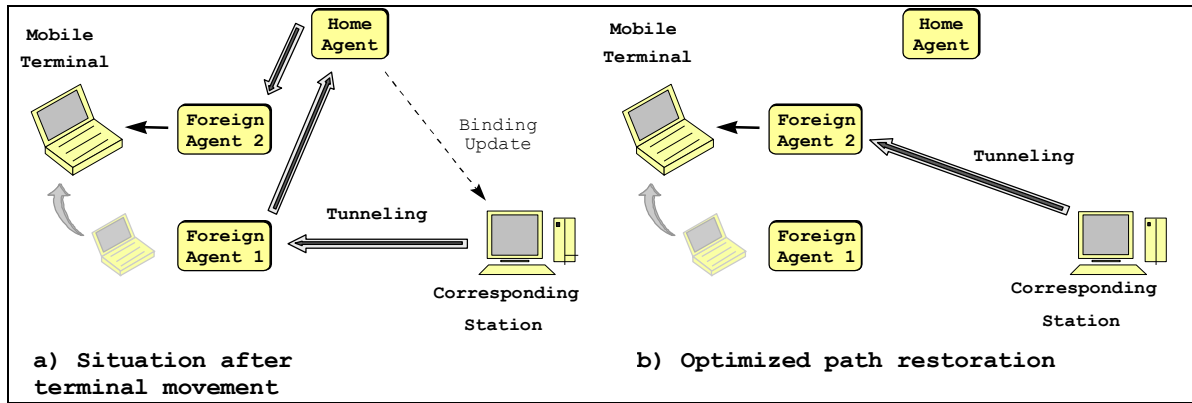 Home
Agent
Mobile
Terminal
Foreign
Agent 2
Binding
Update
Foreign
Agent 1
Tunneling
Corresponding
Station
a) Situation after
terminal movement
Home
Agent
Mobile
Terminal
Foreign
Agent 2
Tunneling
Foreign
Agent 1
Corresponding
Station
b) Optimized path restoration